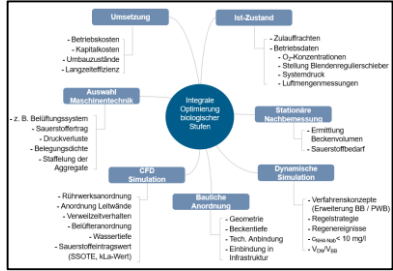 Umsetzung
- Betriebskosten
- Kapitalkosten
- Umbauzustände
- Langzeiteffizienz
Ist-Zustand
- Zulauffrachten
- Betriebsdaten
- O₂-Konzentrationen
- Stellung Blendenregulierschieber
- Systemdruck
- Luftmengenmessungen
Auswahl
Maschinentechnik
- z. B. Belüftungssystem
- Sauerstoffertrag
- Druckverluste
- Belegungsdichte
- Staffelung der
Aggregate
Integrale
Optimierung
biologischer
Stufen
Stationäre
Nachbemessung
- Ermittlung
Beckenvolumen
- Sauerstoffbedarf
CFD
Simulation
- Rührwerksanordnung
- Anordnung Leitwände
- Verweilzeitverhalten
- Belüfteranordnung
- Wassertiefe
- Sauerstoffeintragswert
(SSOTE, kLa-Wert)
Bauliche
Anordnung
- Geometrie
- Beckentiefe
- Tech. Anbindung
- Einbindung in
Infrastruktur
Dynamische
Simulation
- Verfahrenskonzepte
(Erweiterung BB / PWB)
- Regelstrategie
- Regenereignisse
- cNH4-Nab< 10 mg/l